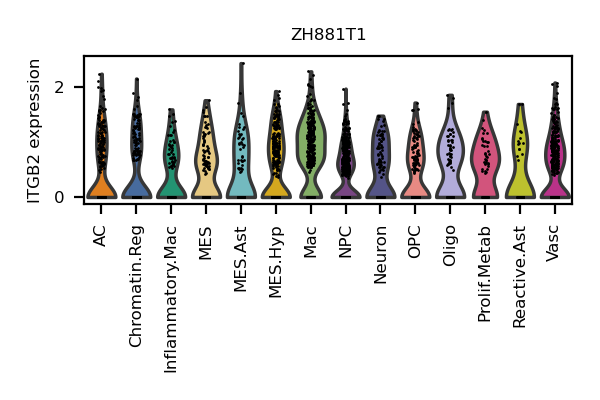 ZH881T1
ITGB2 expression
2
0
AC
Chromatin.Reg
Inflammatory.Mac
MES
MES.Ast
MES.Hyp
Mac
NPC
Neuron
OPC
Oligo
Prolif.Metab
Reactive.Ast
Vasc